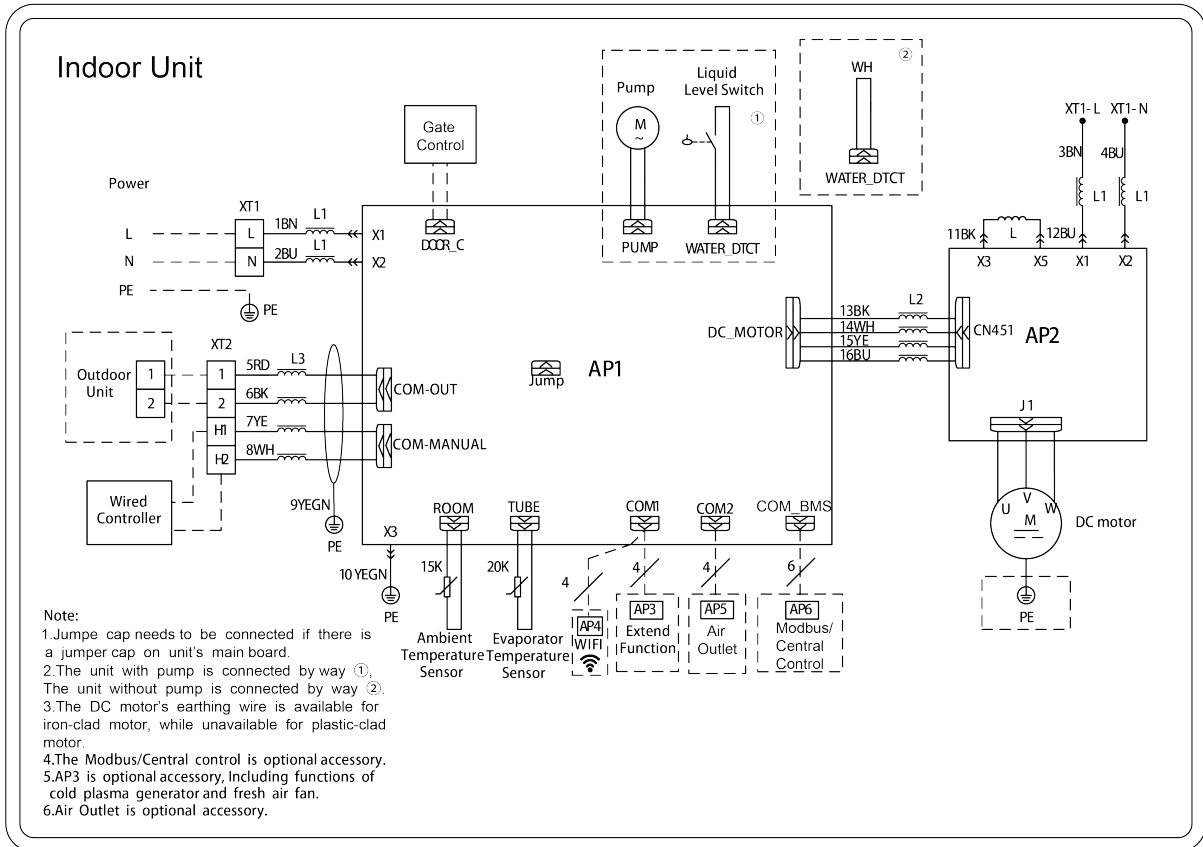 Indoor Unit
Power
XT1
L
N
PE
L
N
1BN
L1
2BU
L1
X1
X2
PE
Gate
Control
DOOR_C
Pump
M
~
PUMP
Liquid
Level Switch
①
WATER_DTCT
②
WH
WATER_DTCT
XT1-L
XT1-N
3BN
4BU
L1
L1
11BK
L
12BU
X3
X5
X1
X2
AP2
CN451
L2
13BK
14WH
15YE
16BU
DC_MOTOR
AP1
Jump
Outdoor
Unit
1
2
XT2
1
2
H1
H2
5RD
L3
6BK
7YE
8WH
COM-OUT
COM-MANUAL
Wired
Controller
9YEGN
PE
X3
10 YEGN
PE
ROOM
15K
Ambient
Temperature
Sensor
TUBE
20K
Evaporator
Temperature
Sensor
COM1
4
AP4
WIFI
4
AP3
Extend
Function
COM2
4
AP5
Air
Outlet
COM_BMS
6
AP6
Modbus/
Central
Control
J1
U
V
W
M
DC motor
PE
Note:
1.Jumpe cap needs to be connected if there is
a jumper cap on unit's main board.
2.The unit with pump is connected by way ①,
The unit without pump is connected by way ②.
3.The DC motor's earthing wire is available for
iron-clad motor, while unavailable for plastic-clad
motor.
4.The Modbus/Central control is optional accessory.
5.AP3 is optional accessory, Including functions of
cold plasma generator and fresh air fan.
6.Air Outlet is optional accessory.